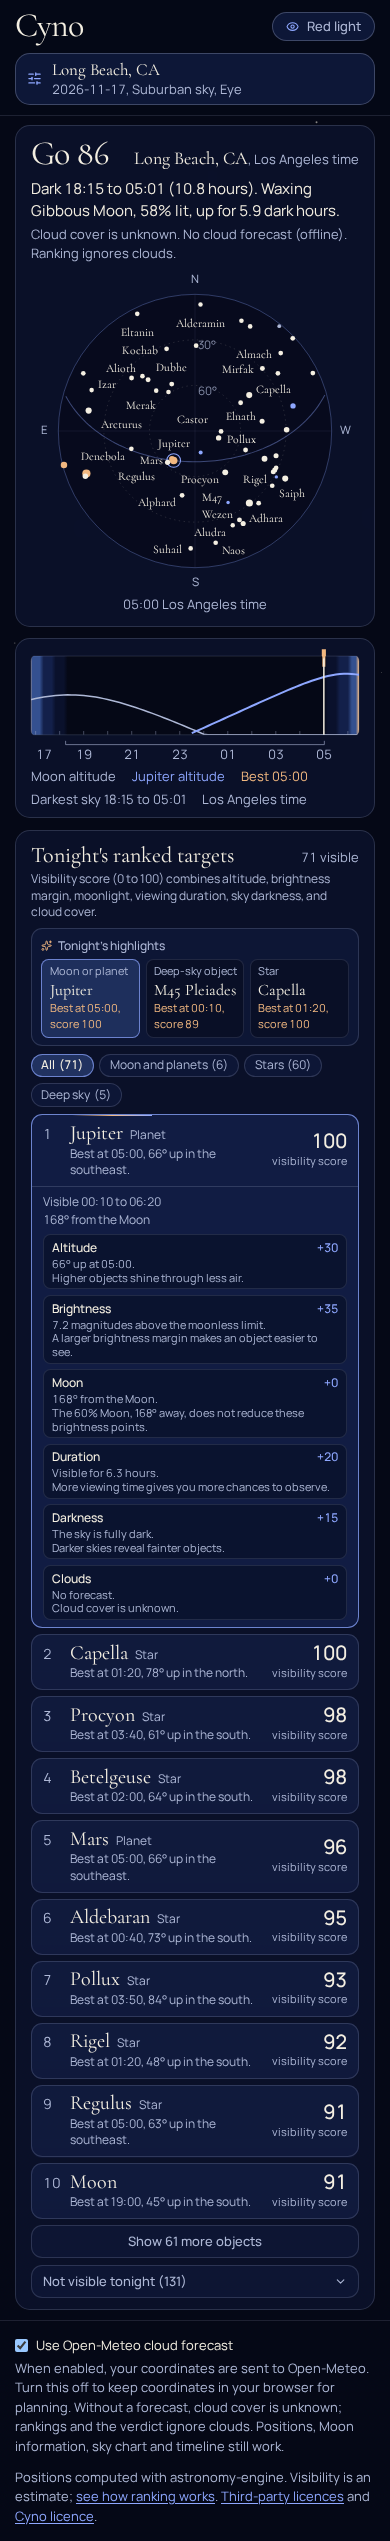 Cyno
Red light
Long Beach, CA
2026-11-17, Suburban sky, Eye
Go 86
Long Beach, CA, Los Angeles time
Dark 18:15 to 05:01 (10.8 hours). Waxing
Gibbous Moon, 58% lit, up for 5.9 dark hours.
Cloud cover is unknown. No cloud forecast (offline).
Ranking ignores clouds.
N
Eltanin
Alderamin
Kochab
30°
Almach
Alioth
Dubhe
Mirfak
Izar
60°
Capella
Merak
Castor
Elnath
Arcturus
E
W
Jupiter
Pollux
Denebola
Mars
Regulus
Procyon
Rigel
Alphard
M47
Saiph
Wezen
Adhara
Aludra
Suhail
Naos
S
05:00 Los Angeles time
17 19 21 23 01 03 05
Moon altitude Jupiter altitude Best 05:00
Darkest sky 18:15 to 05:01 Los Angeles time
Tonight's ranked targets
71 visible
Visibility score (0 to 100) combines altitude, brightness
margin, moonlight, viewing duration, sky darkness, and
cloud cover.
Tonight's highlights
Moon or planet
Jupiter
Best at 05:00,
score 100
Deep-sky object
M45 Pleiades
Best at 00:10,
score 89
Star
Capella
Best at 01:20,
score 100
All (71)
Moon and planets (6)
Stars (60)
Deep sky (5)
1 Jupiter Planet
Best at 05:00, 66° up in the
southeast.
100
visibility score
Visible 00:10 to 06:20
168° from the Moon
Altitude +30
66° up at 05:00.
Higher objects shine through less air.
Brightness +35
7.2 magnitudes above the moonless limit.
A larger brightness margin makes an object easier to
see.
Moon +0
168° from the Moon.
The 60% Moon, 168° away, does not reduce these
brightness points.
Duration +20
Visible for 6.3 hours.
More viewing time gives you more chances to observe.
Darkness +15
The sky is fully dark.
Darker skies reveal fainter objects.
Clouds +0
No forecast.
Cloud cover is unknown.
2 Capella Star
Best at 01:20, 78° up in the north.
100
visibility score
3 Procyon Star
Best at 03:40, 61° up in the south.
98
visibility score
4 Betelgeuse Star
Best at 02:00, 64° up in the south.
98
visibility score
5 Mars Planet
Best at 05:00, 66° up in the
southeast.
96
visibility score
6 Aldebaran Star
Best at 00:40, 73° up in the south.
95
visibility score
7 Pollux Star
Best at 03:50, 84° up in the south.
93
visibility score
8 Rigel Star
Best at 01:20, 48° up in the south.
92
visibility score
9 Regulus Star
Best at 05:00, 63° up in the
southeast.
91
visibility score
10 Moon
Best at 19:00, 45° up in the south.
91
visibility score
Show 61 more objects
Not visible tonight (131)
Use Open-Meteo cloud forecast
When enabled, your coordinates are sent to Open-Meteo.
Turn this off to keep coordinates in your browser for
planning. Without a forecast, cloud cover is unknown;
rankings and the verdict ignore clouds. Positions, Moon
information, sky chart and timeline still work.
Positions computed with astronomy-engine. Visibility is an
estimate; see how ranking works. Third-party licences and
Cyno licence.